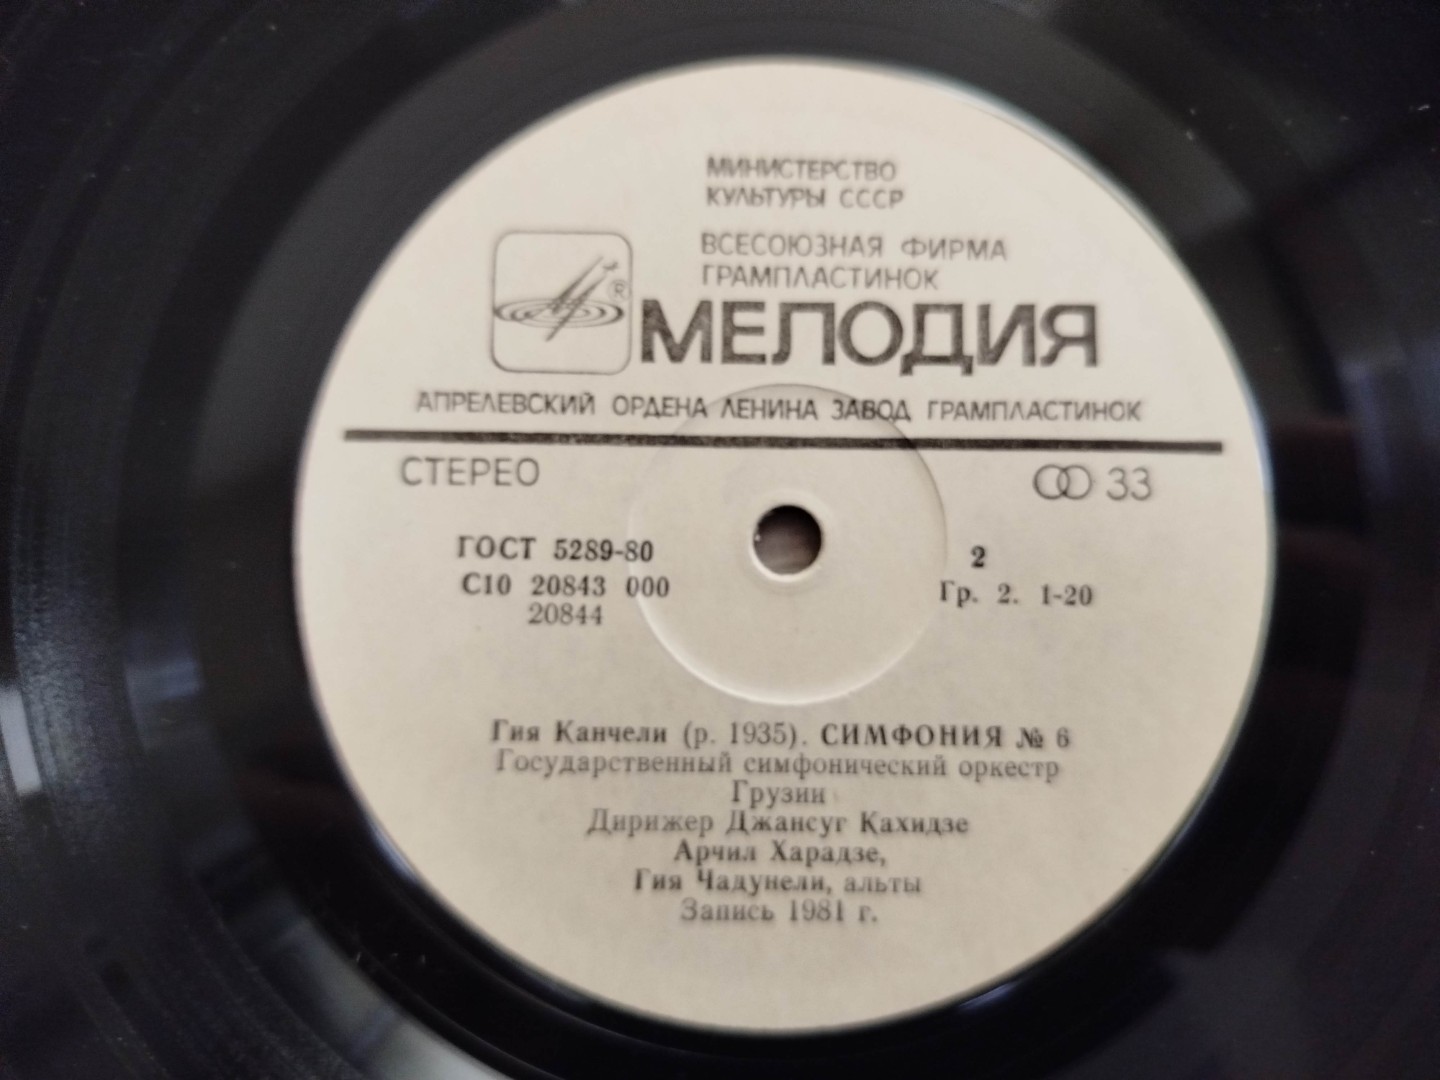 МИНИСТЕРСТВО
КУЛЬТУРЫ СССР
ВСЕСОЮЗНАЯ ФИРМА
ГРАМПЛАСТИНОК
®
МЕЛОДИЯ
АПРЕЛЕВСКИЙ ОРДЕНА ЛЕНИНА ЗАВОД ГРАМПЛАСТИНОК
СТЕРЕО 33
ГОСТ 5289-80 2
С10 20843 000 Гр. 2. 1-20
20844
Гия Канчели (р. 1935). СИМФОНИЯ № 6
Государственный симфонический оркестр
Грузии
Дирижер Джансуг Кахидзе
Арчил Харадзе,
Гия Чадунели, альты
Запись 1981 г.